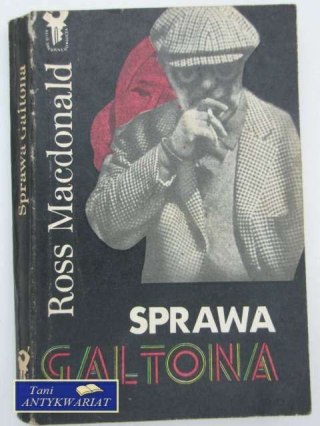 Sprawa Galtona
Ross Macdonald
SPRAWA
GALTONA
Tani
ANTYKWARIAT